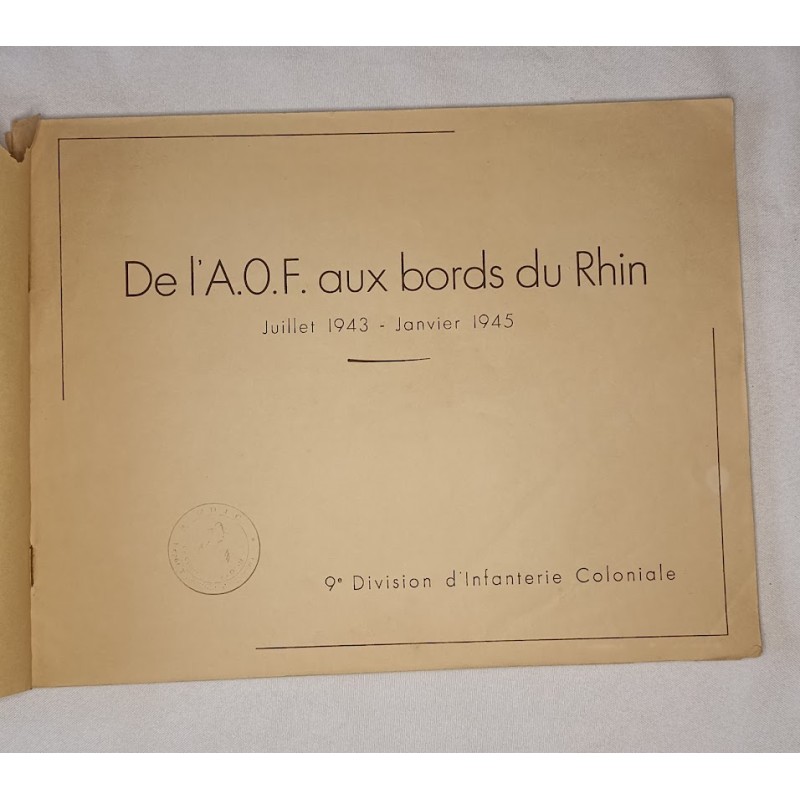 De l'A.O.F. aux bords du Rhin
Juillet 1943 - Janvier 1945
9e Division d'Infanterie Coloniale